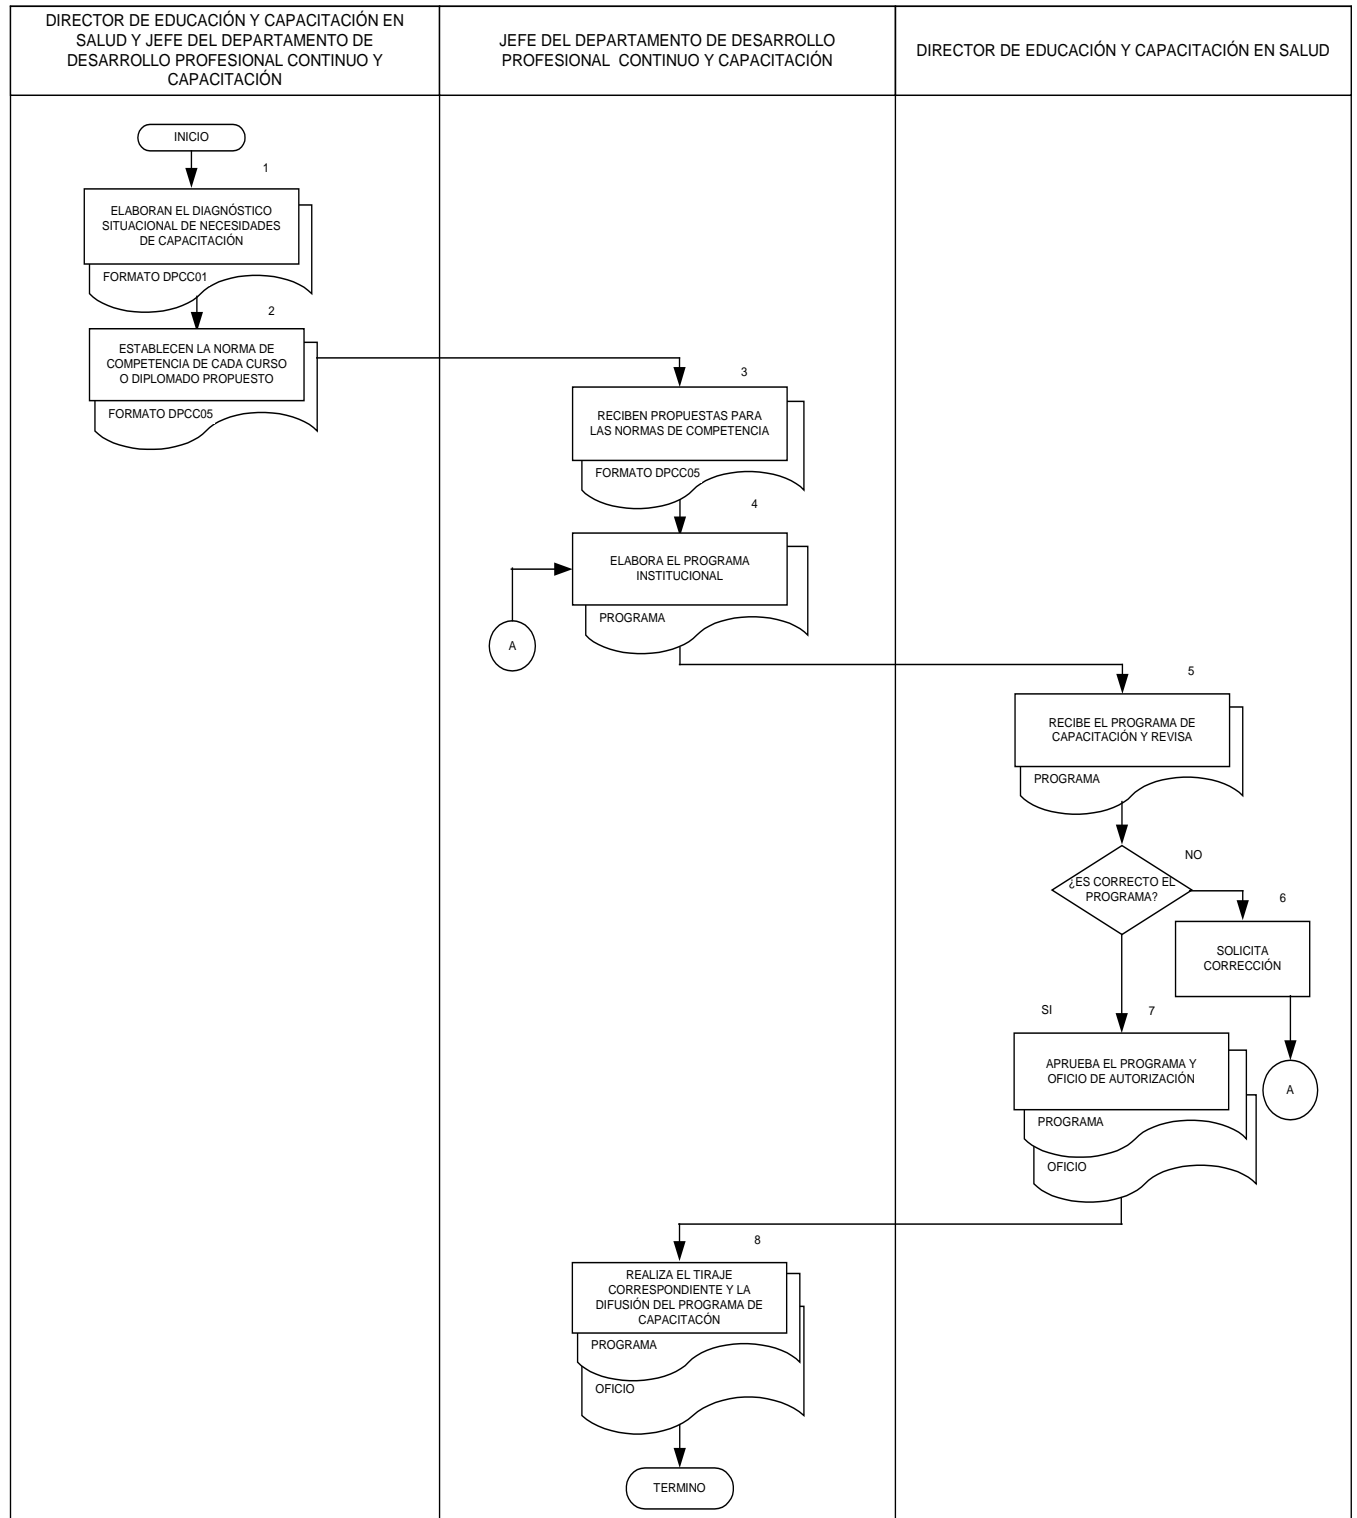 DIRECTOR DE EDUCACIÓN Y CAPACITACIÓN EN
SALUD Y JEFE DEL DEPARTAMENTO DE
DESARROLLO PROFESIONAL CONTINUO Y
CAPACITACIÓN
JEFE DEL DEPARTAMENTO DE DESARROLLO
PROFESIONAL CONTINUO Y CAPACITACIÓN
DIRECTOR DE EDUCACIÓN Y CAPACITACIÓN EN SALUD
INICIO
1
ELABORAN EL DIAGNÓSTICO
SITUACIONAL DE NECESIDADES
DE CAPACITACIÓN
FORMATO DPCC01
2
ESTABLECEN LA NORMA DE
COMPETENCIA DE CADA CURSO
O DIPLOMADO PROPUESTO
FORMATO DPCC05
3
RECIBEN PROPUESTAS PARA
LAS NORMAS DE COMPETENCIA
FORMATO DPCC05
4
ELABORA EL PROGRAMA
INSTITUCIONAL
PROGRAMA
A
5
RECIBE EL PROGRAMA DE
CAPACITACIÓN Y REVISA
PROGRAMA
NO
¿ES CORRECTO EL
PROGRAMA?
6
SOLICITA
CORRECCIÓN
SI
7
APRUEBA EL PROGRAMA Y
OFICIO DE AUTORIZACIÓN
A
PROGRAMA
OFICIO
8
REALIZA EL TIRAJE
CORRESPONDIENTE Y LA
DIFUSIÓN DEL PROGRAMA DE
CAPACITACÓN
PROGRAMA
OFICIO
TERMINO